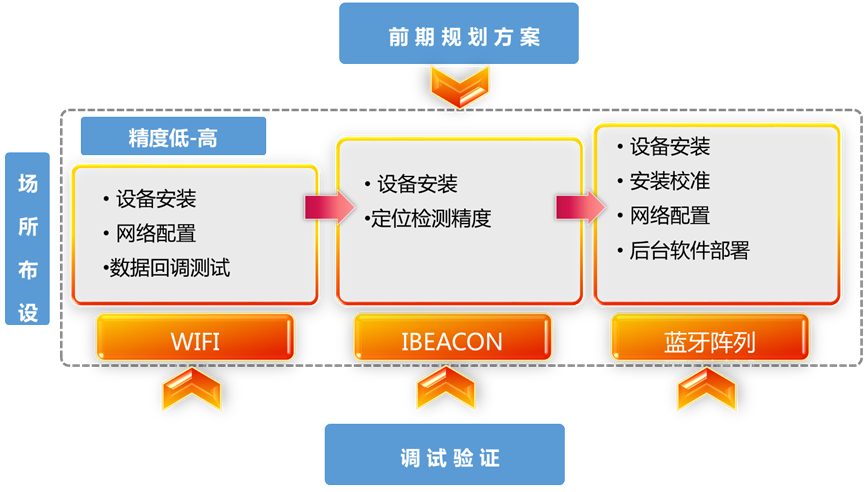 前期规划方案
场所布设
精度低-高
• 设备安装
• 网络配置
•数据回调测试
WIFI
• 设备安装
•定位检测精度
IBEACON
• 设备安装
• 安装校准
• 网络配置
• 后台软件部署
蓝牙阵列
调试验证